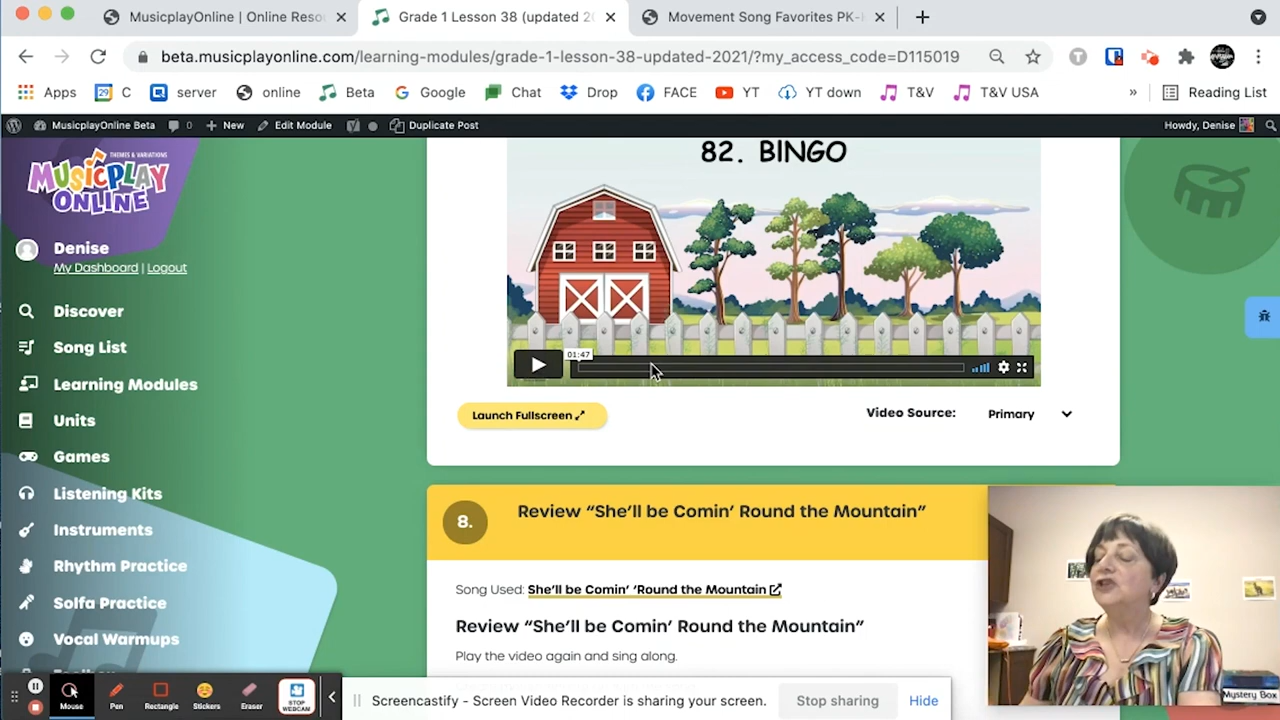 MusicplayOnline | Online Reso
Grade 1 Lesson 38 (updated 2
Movement Song Favorites PK-
beta.musicplayonline.com/learning-modules/grade-1-lesson-38-updated-2021/?my_access_code=D115019
Apps
29 C
server
online
Beta
Google
Chat
Drop
FACE
YT
YT down
T&V
T&V USA
»
Reading List
MusicplayOnline Beta
0
New
Edit Module
Duplicate Post
Howdy, Denise
THEMES & VARIATIONS
MUSICPLAY
ONLINE
Denise
My Dashboard | Logout
Discover
Song List
Learning Modules
Units
Games
Listening Kits
Instruments
Rhythm Practice
Solfa Practice
Vocal Warmups
82. BINGO
01:47
Launch Fullscreen
Video Source:
Primary
8.
Review "She'll be Comin' Round the Mountain"
Song Used: She'll be Comin' 'Round the Mountain
Review "She'll be Comin' Round the Mountain"
Play the video again and sing along.
Mystery Box
Mouse
Pen
Rectangle
Stickers
Eraser
STOP
WEBCAM
Screencastify - Screen Video Recorder is sharing your screen.
Stop sharing
Hide